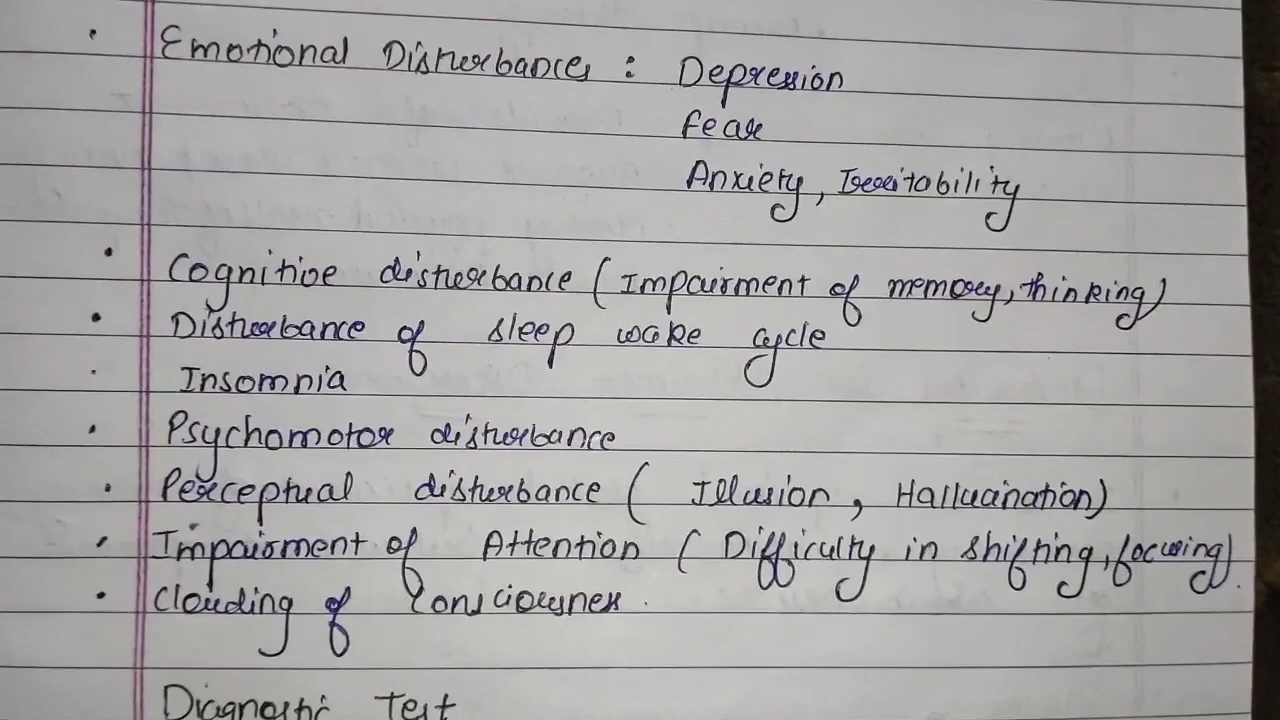 • Emotional Disturbances : Depression
Fear
Anxiety, Irritability
• Cognitive disturbance (Impairment of memory, thinking)
• Disturbance of sleep wake cycle
• Insomnia
• Psychomotor disturbance
• Perceptual disturbance ( Illusion, Halluaination)
• Impairment of Attention ( Difficulty in shifting, focusing).
• Clouding of Consciousness.
Diagnostic Test